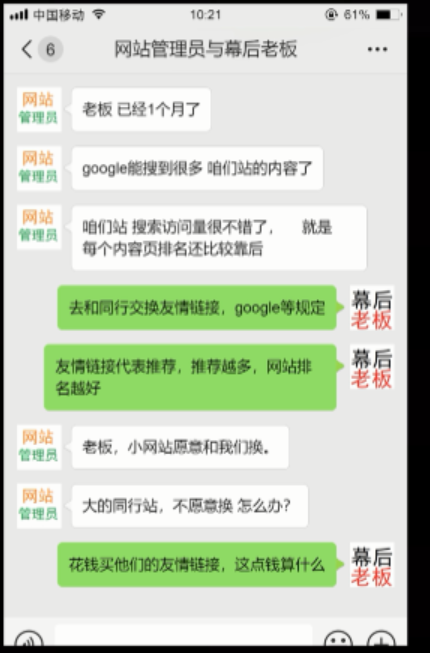 中国移动 10:21 61%
6 网站管理员与幕后老板
网站
管理员
老板 已经1个月了
网站
管理员
google能搜到很多 咱们站的内容了
网站
管理员
咱们站 搜索访问量很不错了， 就是
每个内容页排名还比较靠后
去和同行交换友情链接，google等规定
幕后
老板
友情链接代表推荐，推荐越多，网站排
名越好
幕后
老板
网站
管理员
老板，小网站愿意和我们换。
网站
管理员
大的同行站，不愿意换 怎么办？
花钱买他们的友情链接，这点钱算什么
幕后
老板